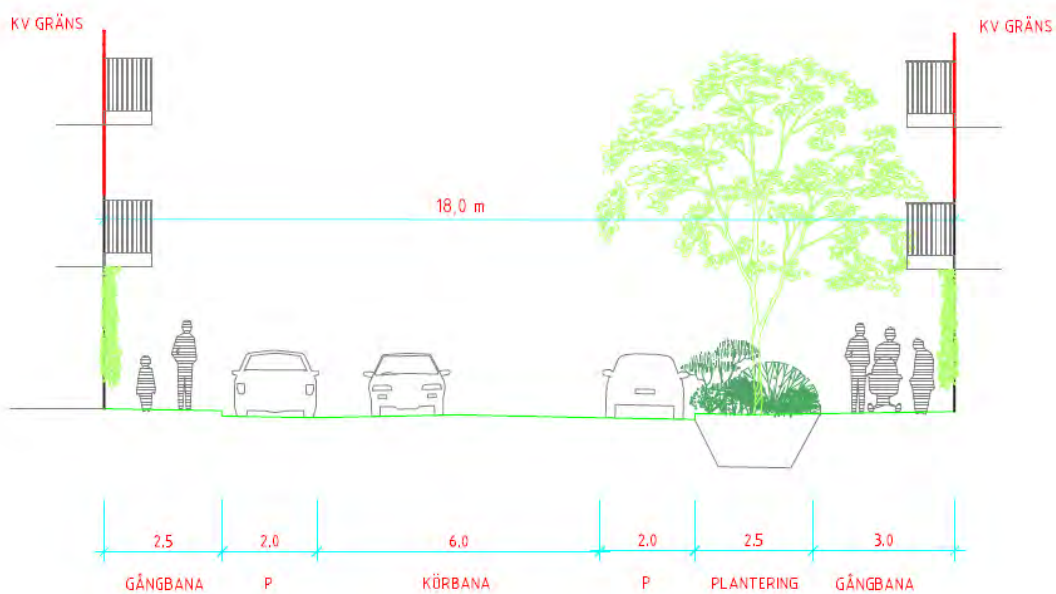 KV GRÄNS
KV GRÄNS
18,0 m
2.5 2.0 6.0 2.0 2.5 3.0
GÅNGBANA P KÖRBANA P PLANTERING GÅNGBANA